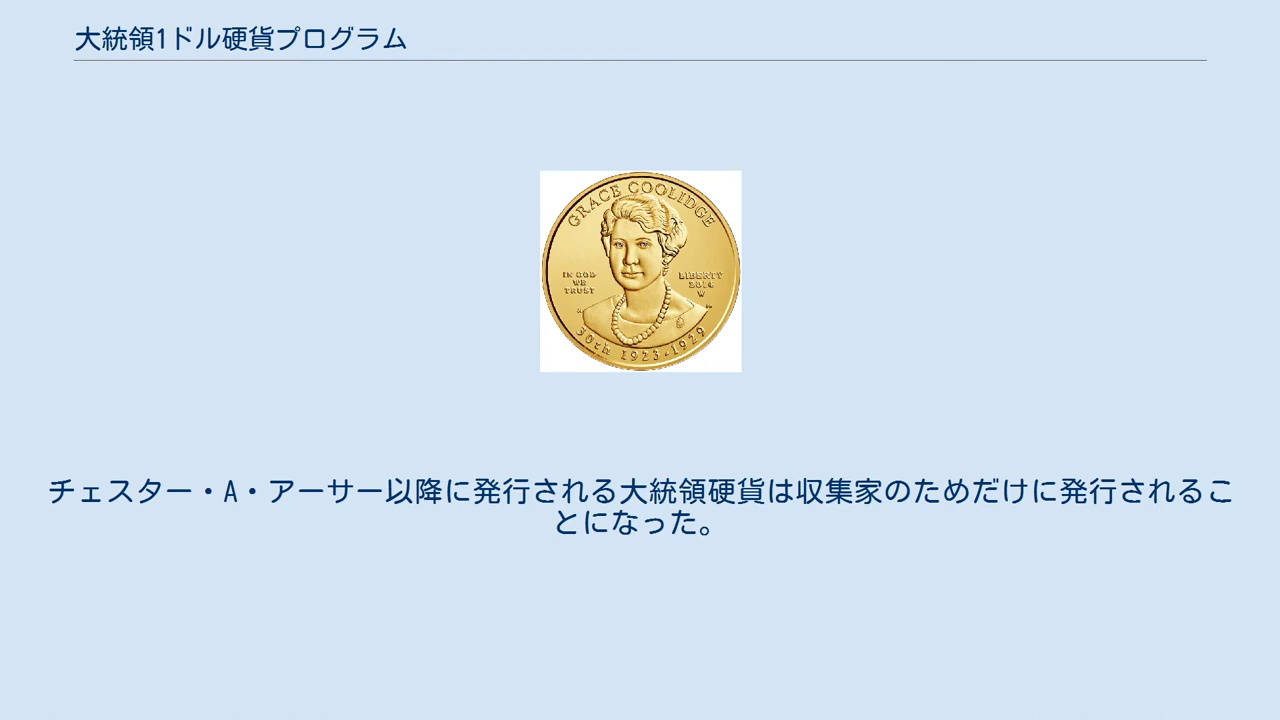 大統領1ドル硬貨プログラム
GRACE COOLIDGE
IN GOD
WE
TRUST
LIBERTY
2014
W
30th 1923-1929
チェスター・A・アーサー以降に発行される大統領硬貨は収集家のためだけに発行されるこ
とになった。